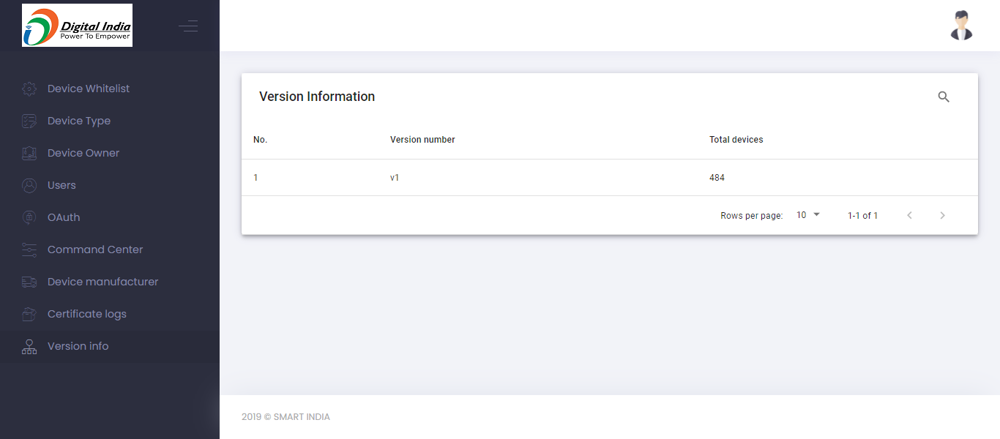 Digital India
Power To Empower
Device Whitelist
Device Type
Device Owner
Users
OAuth
Command Center
Device manufacturer
Certificate logs
Version info
Version Information
No. Version number Total devices
1 v1 484
Rows per page: 10 1-1 of 1
2019 © SMART INDIA